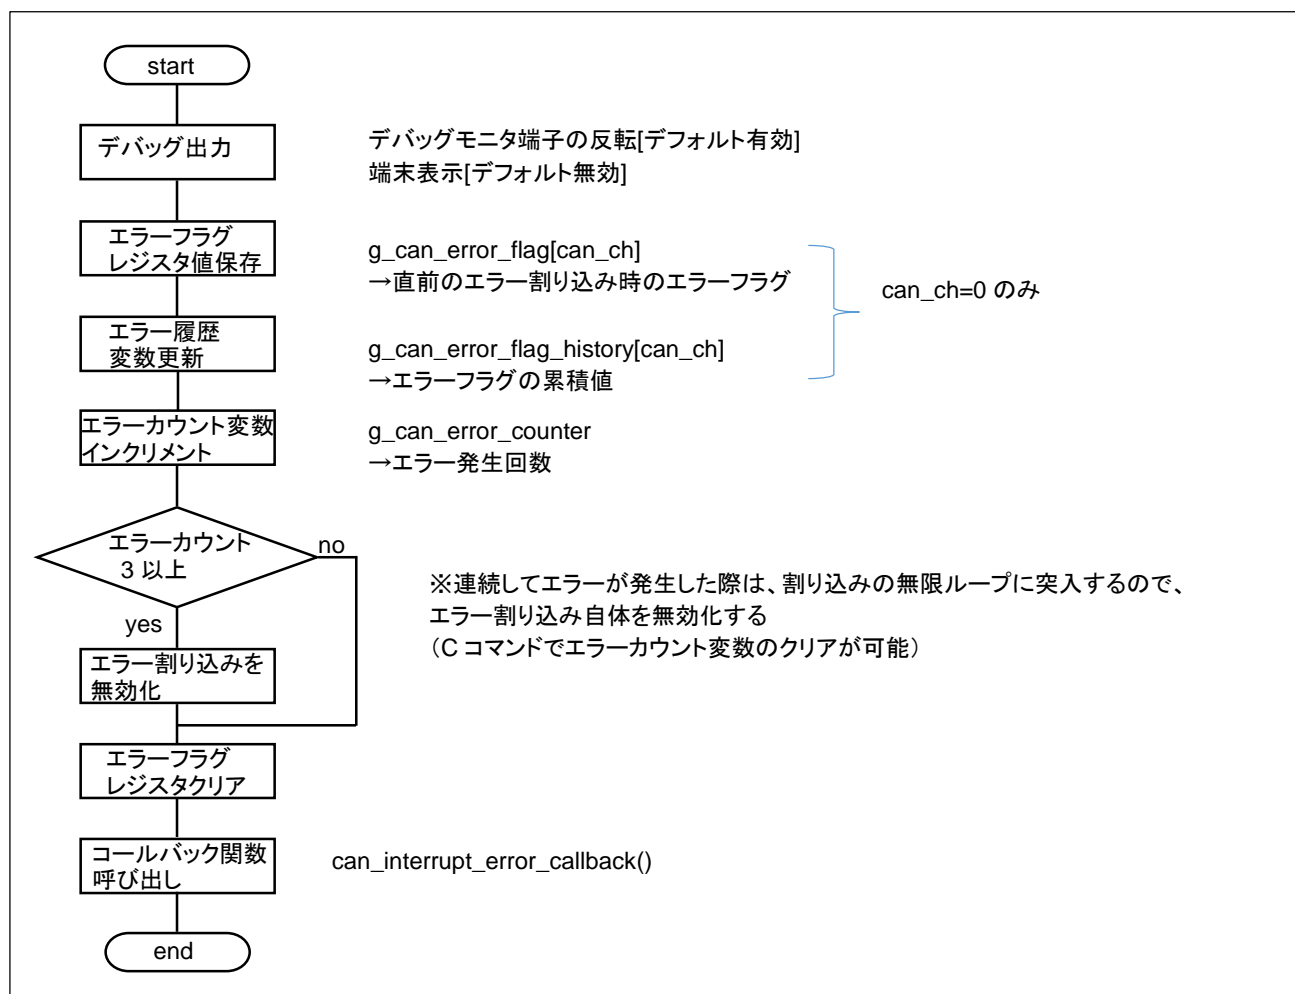 start
デバッグ出力
デバッグモニタ端子の反転[デフォルト有効]
端末表示[デフォルト無効]
エラーフラグ
レジスタ値保存
g_can_error_flag[can_ch]
→直前のエラー割り込み時のエラーフラグ
can_ch=0 のみ
エラー履歴
変数更新
g_can_error_flag_history[can_ch]
→エラーフラグの累積値
エラーカウント変数
インクリメント
g_can_error_counter
→エラー発生回数
エラーカウント
3 以上
no
yes
※連続してエラーが発生した際は、割り込みの無限ループに突入するので、
エラー割り込み自体を無効化する
（C コマンドでエラーカウント変数のクリアが可能）
エラー割り込みを
無効化
エラーフラグ
レジスタクリア
コールバック関数
呼び出し
can_interrupt_error_callback()
end